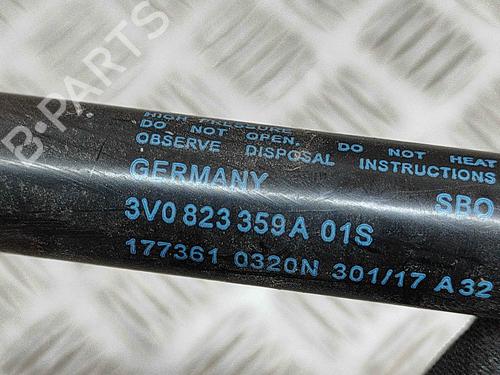 B-PARTS
HIGH PRESSURE
DO NOT OPEN. DO NOT HEAT
OBSERVE DISPOSAL INSTRUCTIONS
GERMANY SBO
3V0 823 359A 01S
177361 0320N 301/17 A32